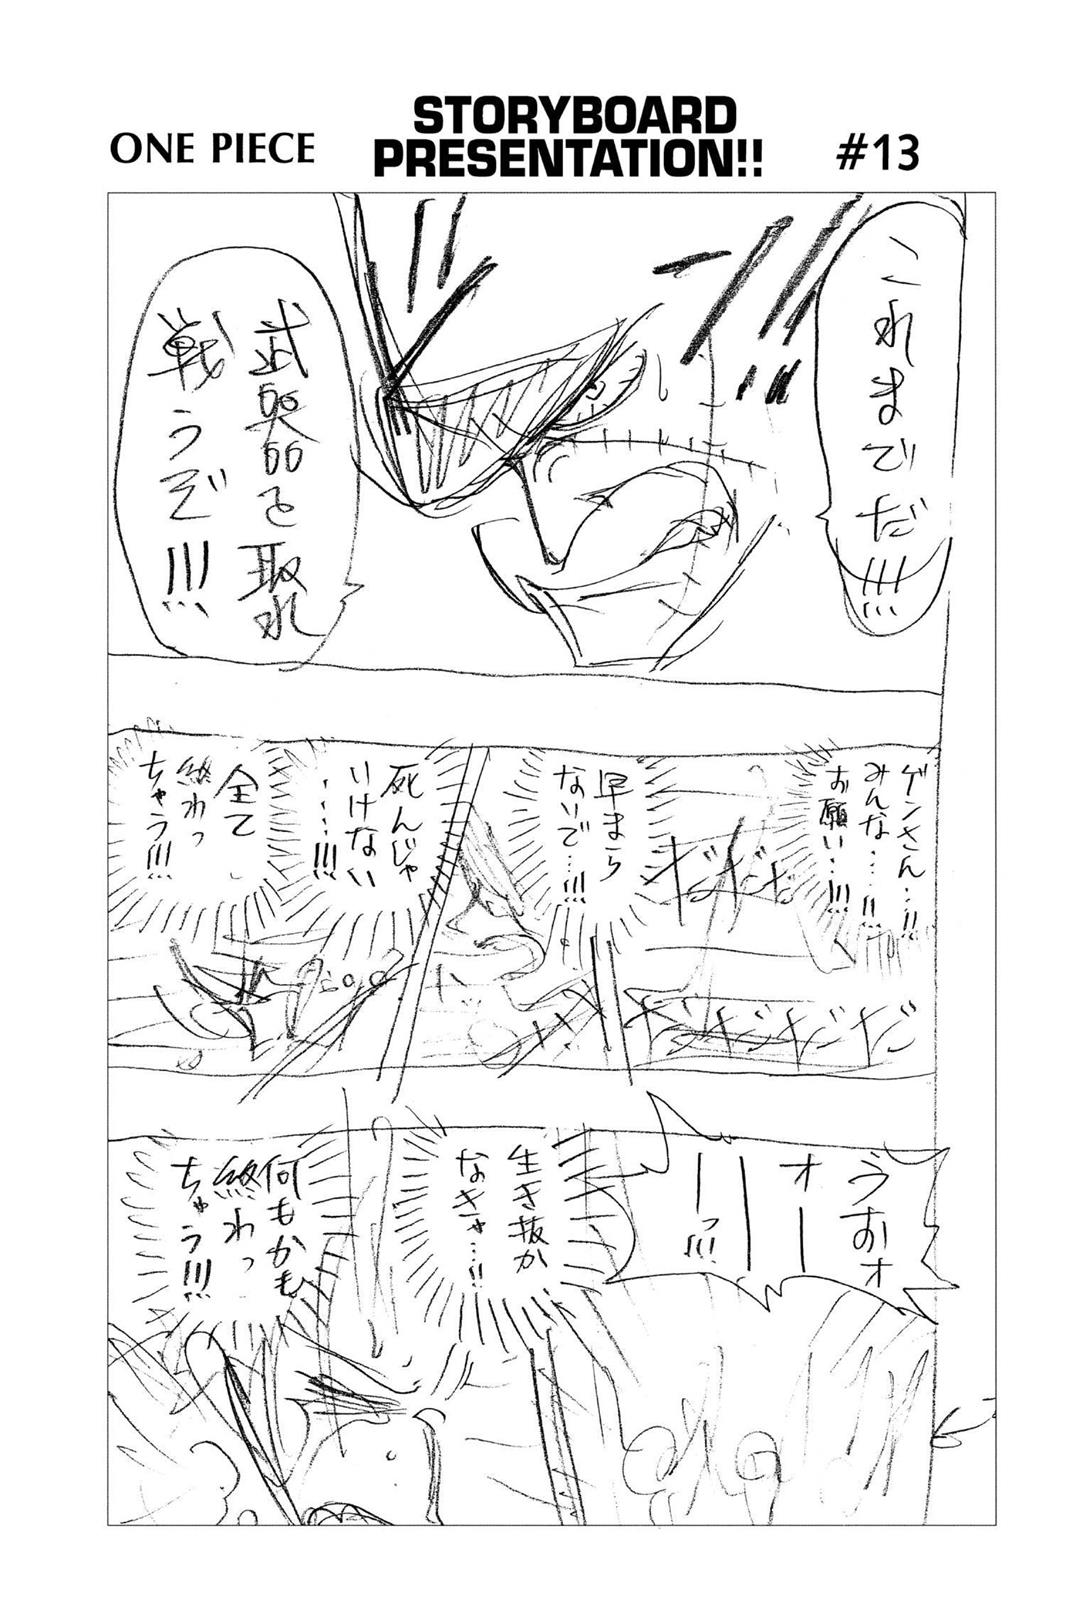 ONE PIECE
STORYBOARD
PRESENTATION!!
#13
これまでだ!!!
武器を取れ
戦うぞ!!!
ゲンさん…!!
みんな…!!
お願い…!!!
早まら
ないで…!!!
死んじゃ
いけない
…!!!
全て
終わっ
ちゃう!!!
だだだ
だだだだだ
うおォ
オー
ー
ーっ!!!
生き抜か
なきゃ…!!
何もかも
終わっ
ちゃう!!!